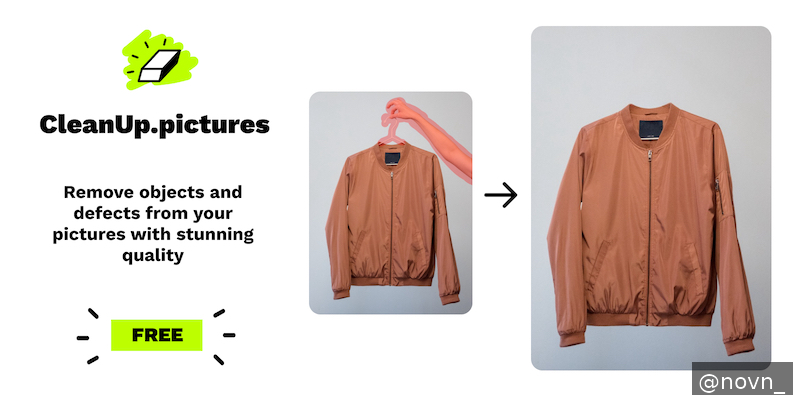 CleanUp.pictures
Remove objects and
defects from your
pictures with stunning
quality
FREE
@novn_